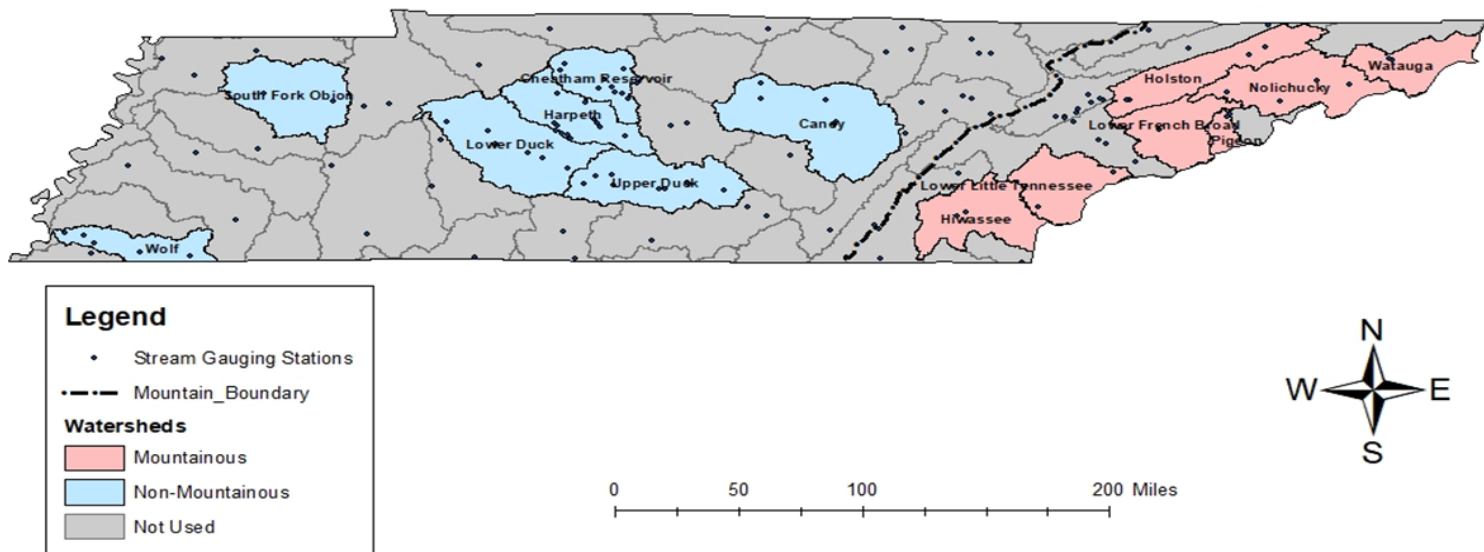 Cheatham Reservoir
South Fork Obion
Harpeth
Lower Duck
Upper Duck
Caney
Wolf
Holston
Watauga
Nolichucky
Lower French Broad
Pigeon
Lower Little Tennessee
Hiwassee
Legend
Stream Gauging Stations
Mountain_Boundary
Watersheds
Mountainous
Non-Mountainous
Not Used
0 50 100 200 Miles
N
W E
S